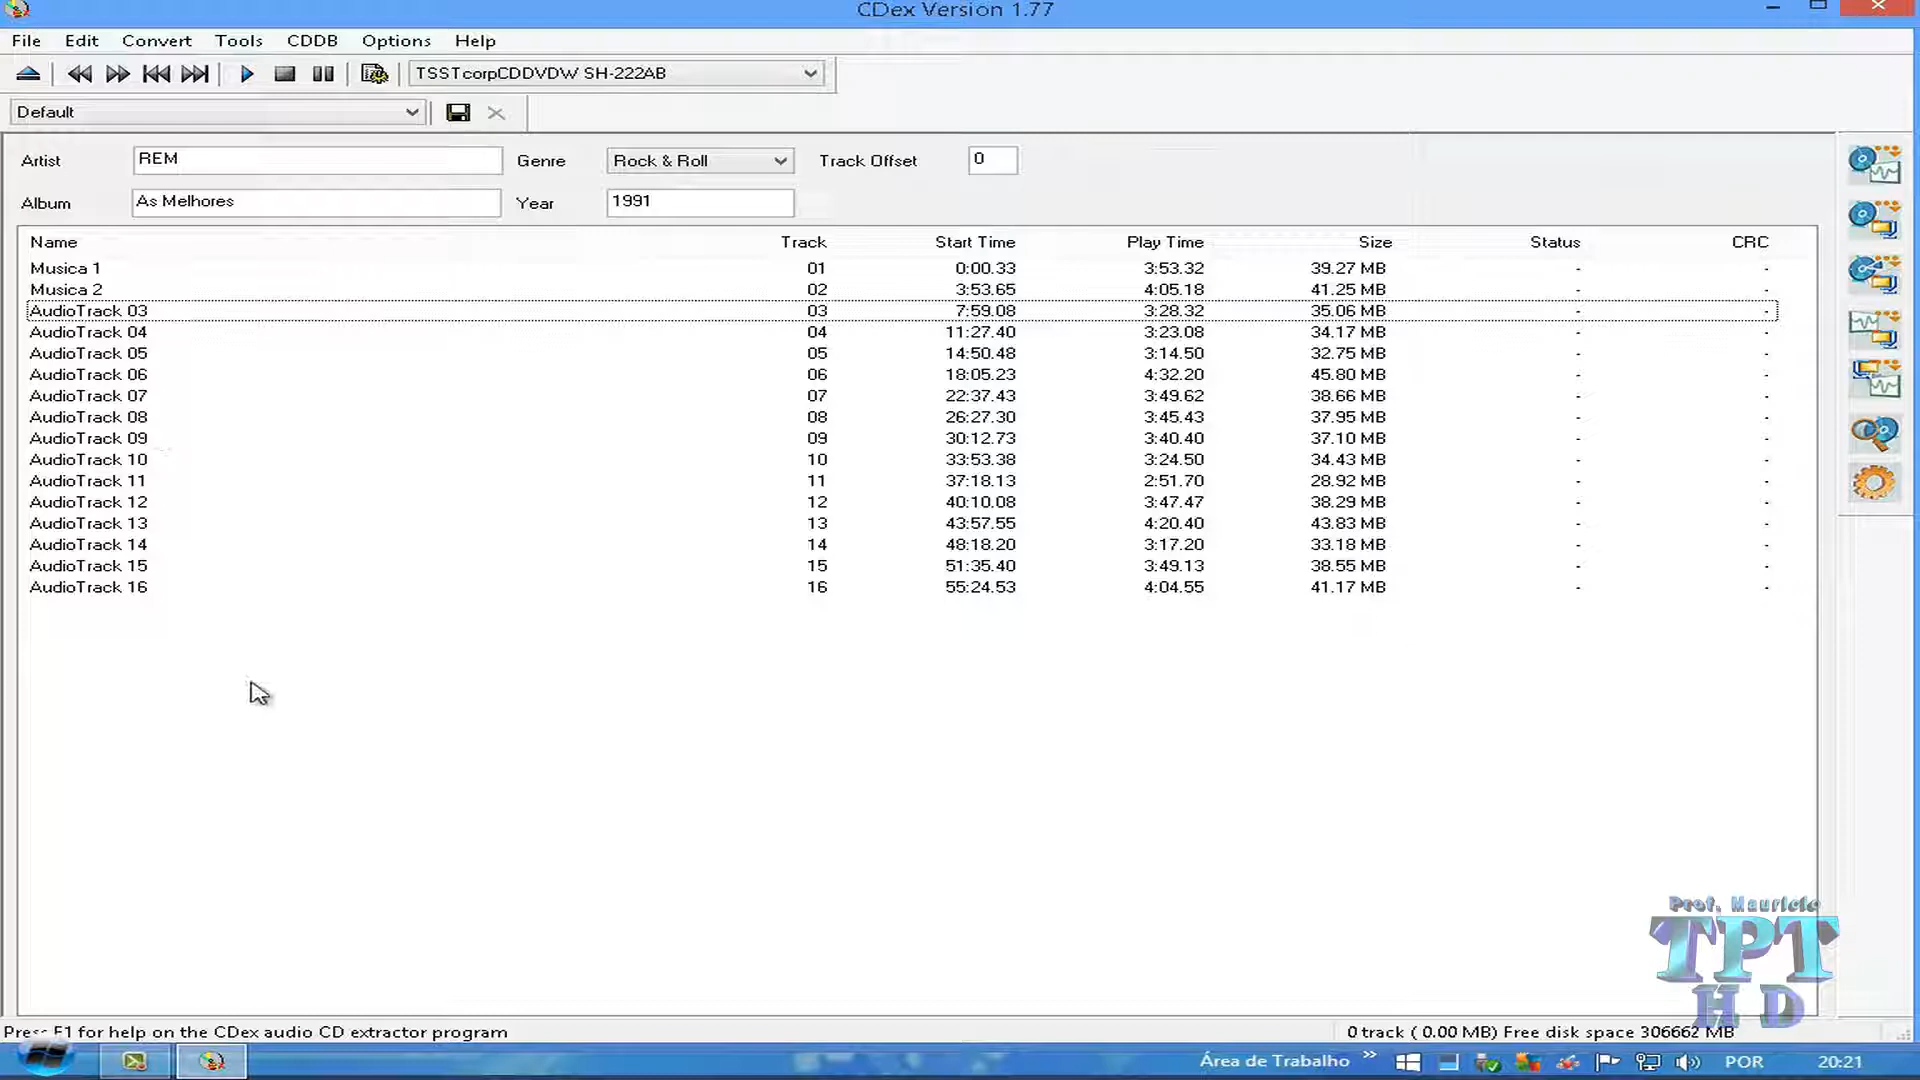 CDex Version 1.77
File Edit Convert Tools CDDB Options Help
TSSTcorpCDDVDW SH-222AB
Default
Artist REM Genre Rock & Roll Track Offset 0
Album As Melhores Year 1991
Name Track Start Time Play Time Size Status CRC
Musica 1 01 0:00.33 3:53.32 39.27 MB - -
Musica 2 02 3:53.65 4:05.18 41.25 MB - -
AudioTrack 03 03 7:59.08 3:28.32 35.06 MB - -
AudioTrack 04 04 11:27.40 3:23.08 34.17 MB - -
AudioTrack 05 05 14:50.48 3:14.50 32.75 MB - -
AudioTrack 06 06 18:05.23 4:32.20 45.80 MB - -
AudioTrack 07 07 22:37.43 3:49.62 38.66 MB - -
AudioTrack 08 08 26:27.30 3:45.43 37.95 MB - -
AudioTrack 09 09 30:12.73 3:40.40 37.10 MB - -
AudioTrack 10 10 33:53.38 3:24.50 34.43 MB - -
AudioTrack 11 11 37:18.13 2:51.70 28.92 MB - -
AudioTrack 12 12 40:10.08 3:47.47 38.29 MB - -
AudioTrack 13 13 43:57.55 4:20.40 43.83 MB - -
AudioTrack 14 14 48:18.20 3:17.20 33.18 MB - -
AudioTrack 15 15 51:35.40 3:49.13 38.55 MB - -
AudioTrack 16 16 55:24.53 4:04.55 41.17 MB - -
Prof. Mauricio
TPT
HD
Press F1 for help on the CDex audio CD extractor program 0 track ( 0.00 MB) Free disk space 306662 MB
Área de Trabalho » POR 20:21